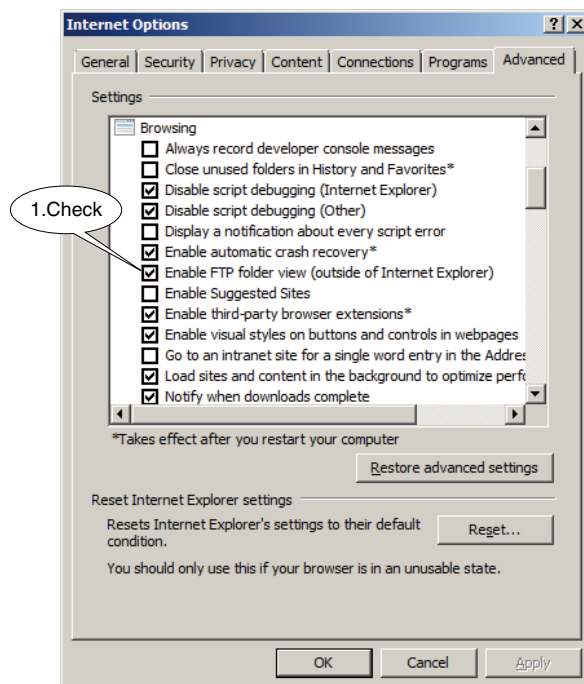 Internet Options
General Security Privacy Content Connections Programs Advanced
Settings
Browsing
Always record developer console messages
Close unused folders in History and Favorites*
Disable script debugging (Internet Explorer)
1.Check
Disable script debugging (Other)
Display a notification about every script error
Enable automatic crash recovery*
Enable FTP folder view (outside of Internet Explorer)
Enable Suggested Sites
Enable third-party browser extensions*
Enable visual styles on buttons and controls in webpages
Go to an intranet site for a single word entry in the Addres
Load sites and content in the background to optimize perfo
Notify when downloads complete
*Takes effect after you restart your computer
Restore advanced settings
Reset Internet Explorer settings
Resets Internet Explorer's settings to their default
condition.
Reset...
You should only use this if your browser is in an unusable state.
OK Cancel Apply